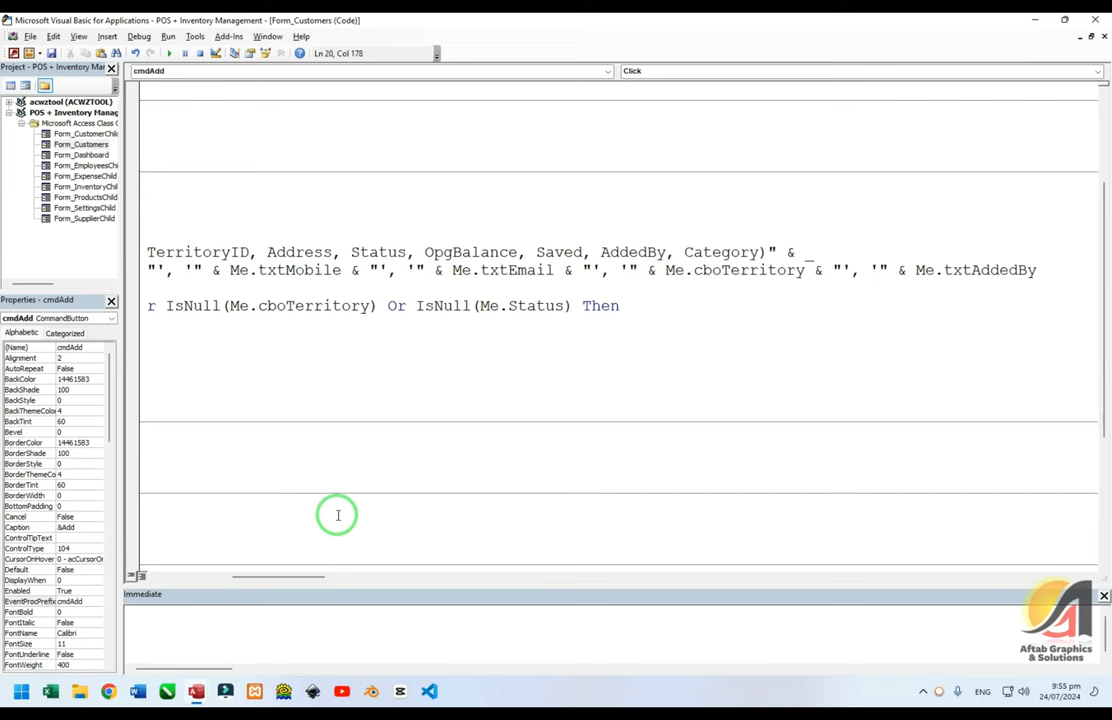 Microsoft Visual Basic for Applications - POS + Inventory Management - [Form_Customers (Code)]
File Edit View Insert Debug Run Tools Add-Ins Window Help
Ln 20, Col 178
Project - POS + Inventory Mar
cmdAdd
Click
acwztool (ACWZTOOL)
POS + Inventory Manag
Microsoft Access Class C
Form_CustomerChil
Form_Customers
Form_Dashboard
Form_EmployeesCh
Form_ExpenseChild
Form_InventoryChi
Form_ProductsChild
Form_SettingsChild
Form_SupplierChild
TerritoryID, Address, Status, OpgBalance, Saved, AddedBy, Category)" & _
"', '" & Me.txtMobile & "', '" & Me.txtEmail & "', '" & Me.cboTerritory & "', '" & Me.txtAddedBy
r IsNull(Me.cboTerritory) Or IsNull(Me.Status) Then
Properties - cmdAdd
cmdAdd CommandButton
Alphabetic Categorized
(Name) cmdAdd
Alignment 2
AutoRepeat False
BackColor 14461583
BackShade 100
BackStyle 0
BackThemeColor 4
BackTint 60
Bevel 0
BorderColor 14461583
BorderShade 100
BorderStyle 0
BorderThemeCo 4
BorderTint 60
BorderWidth 0
BottomPadding 0
Cancel False
Caption &Add
ControlTipText
ControlType 104
CursorOnHover 0 - acCursorOr
Default False
DisplayWhen 0
Enabled True
EventProcPrefix cmdAdd
FontBold 0
FontItalic False
FontName Calibri
FontSize 11
FontUnderline False
FontWeight 400
Immediate
Aftab Graphics
& Solutions
ENG
9:55 pm
24/07/2024